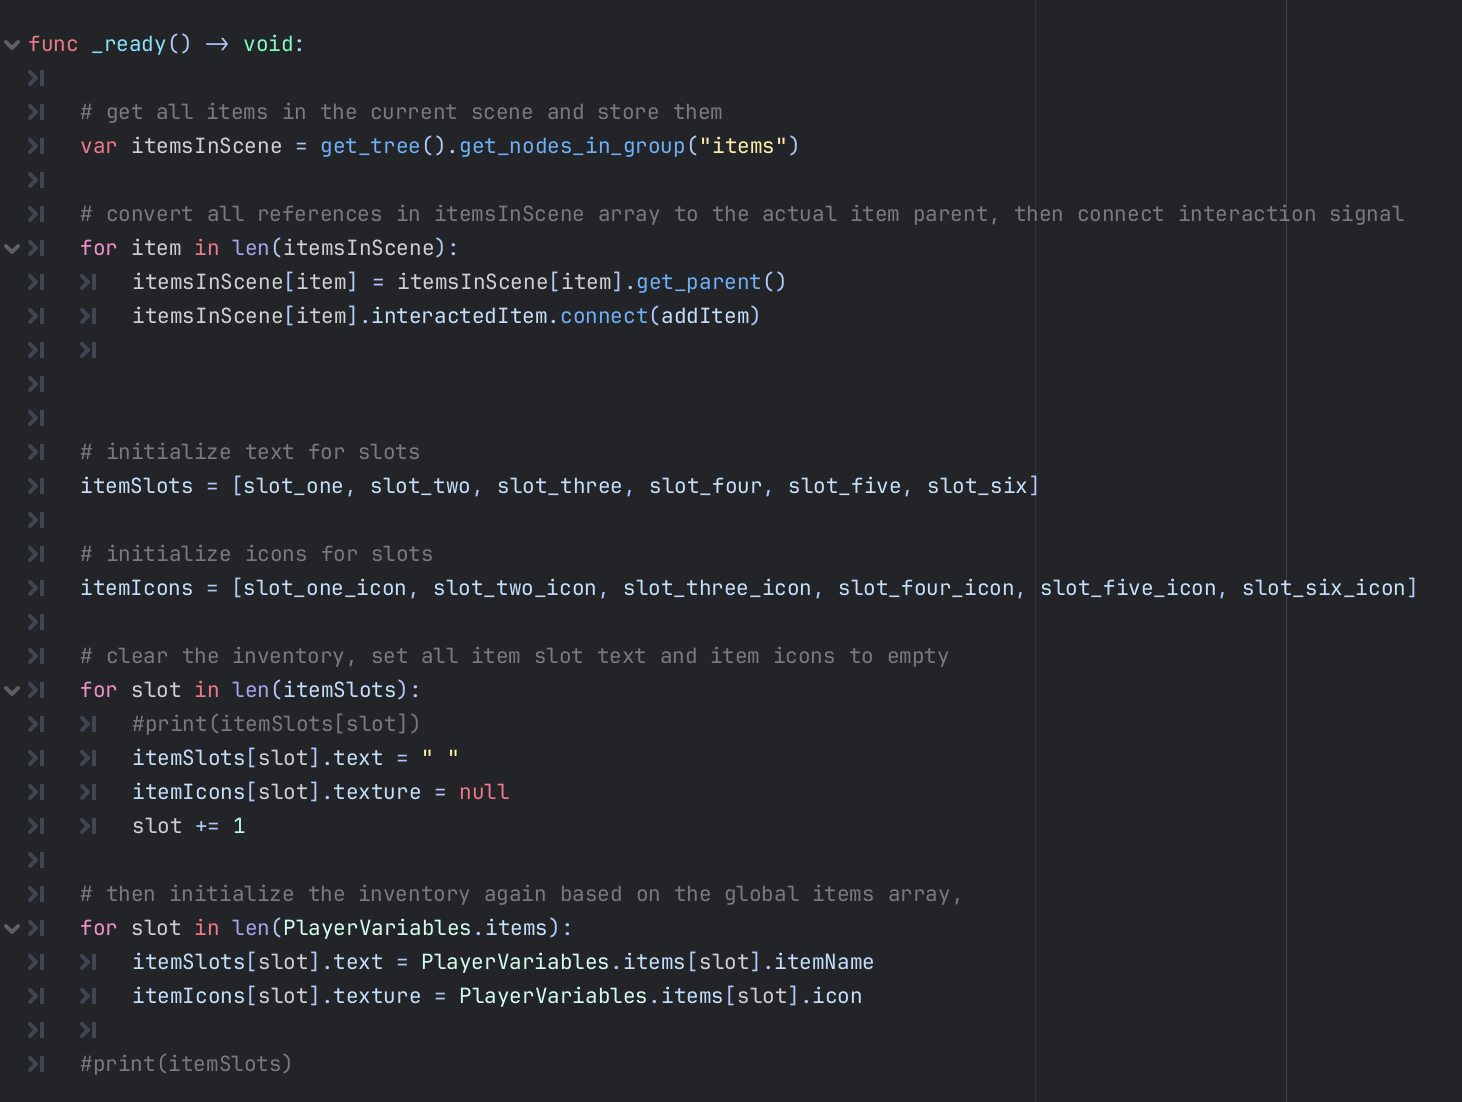 func _ready() -> void:
# get all items in the current scene and store them
var itemsInScene = get_tree().get_nodes_in_group("items")
# convert all references in itemsInScene array to the actual item parent, then connect interaction signal
for item in len(itemsInScene):
itemsInScene[item] = itemsInScene[item].get_parent()
itemsInScene[item].interactedItem.connect(addItem)
# initialize text for slots
itemSlots = [slot_one, slot_two, slot_three, slot_four, slot_five, slot_six]
# initialize icons for slots
itemIcons = [slot_one_icon, slot_two_icon, slot_three_icon, slot_four_icon, slot_five_icon, slot_six_icon]
# clear the inventory, set all item slot text and item icons to empty
for slot in len(itemSlots):
#print(itemSlots[slot])
itemSlots[slot].text = " "
itemIcons[slot].texture = null
slot += 1
# then initialize the inventory again based on the global items array,
for slot in len(PlayerVariables.items):
itemSlots[slot].text = PlayerVariables.items[slot].itemName
itemIcons[slot].texture = PlayerVariables.items[slot].icon
#print(itemSlots)